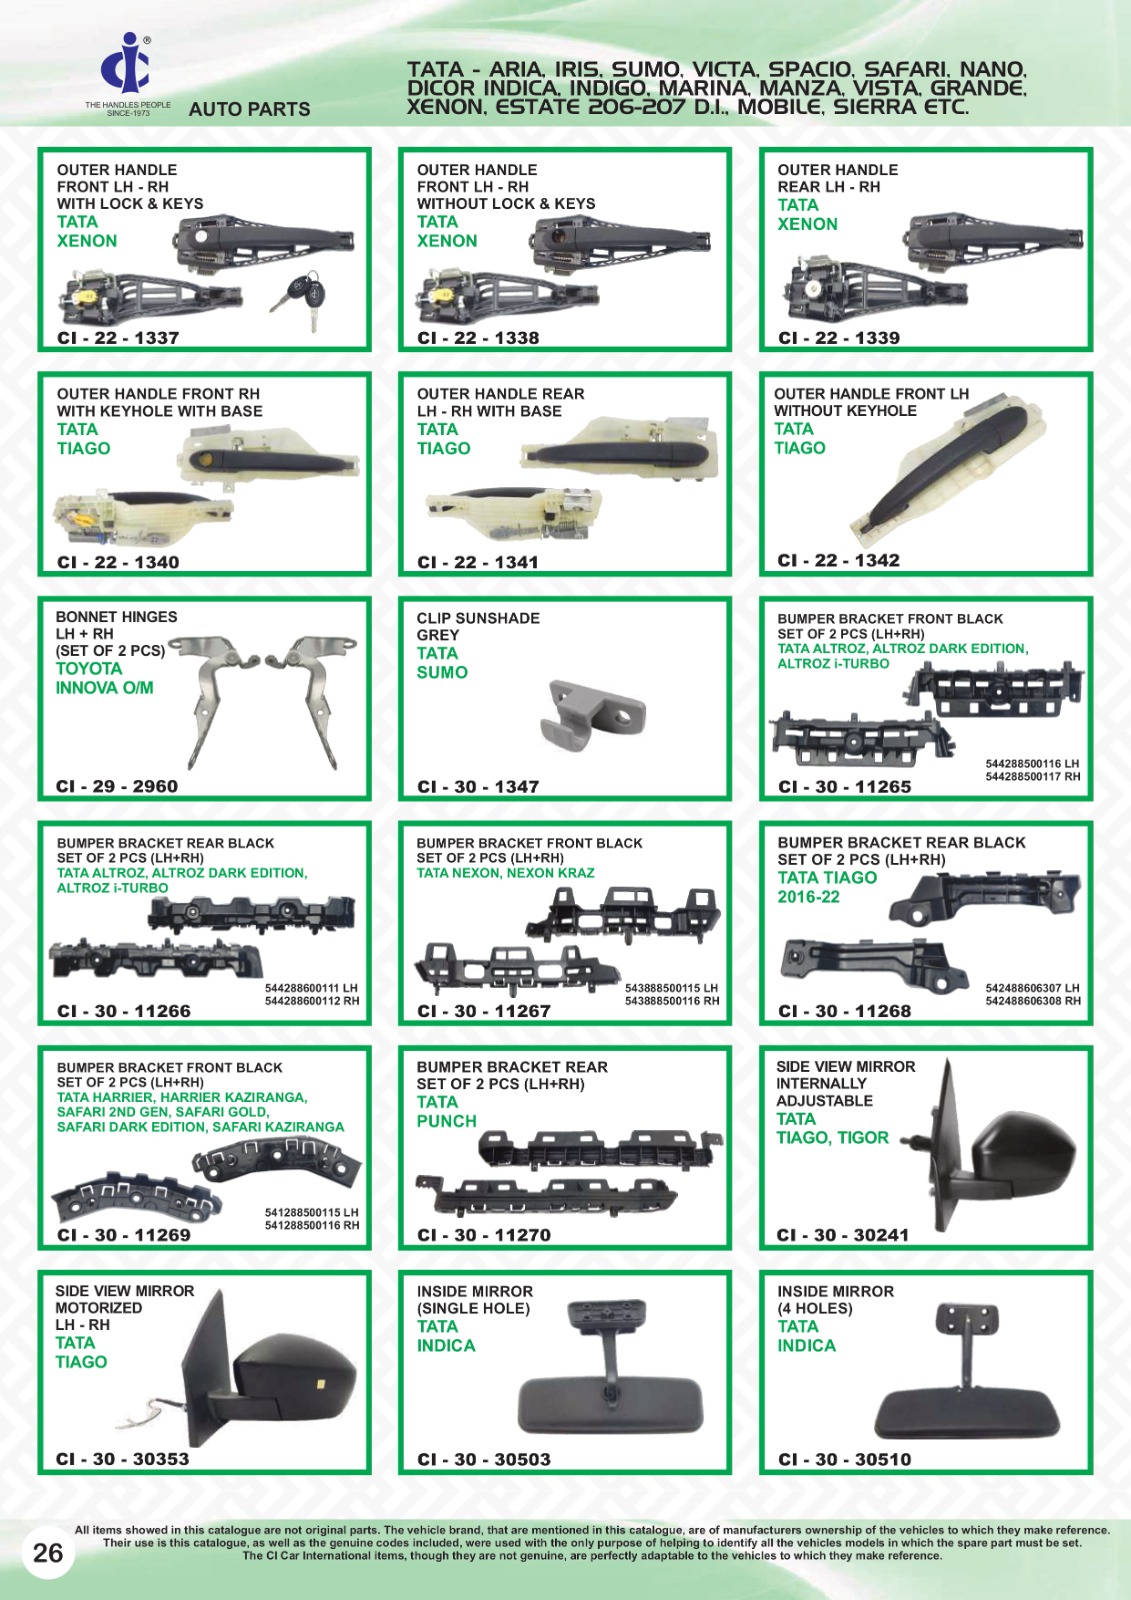 ®
THE HANDLES PEOPLE
SINCE-1973
AUTO PARTS
TATA - ARIA, IRIS, SUMO, VICTA, SPACIO, SAFARI, NANO,
DICOR INDICA, INDIGO, MARINA, MANZA, VISTA, GRANDE,
XENON, ESTATE 206-207 D.I., MOBILE, SIERRA ETC.
OUTER HANDLE
FRONT LH - RH
WITH LOCK & KEYS
TATA
XENON
CI - 22 - 1337
OUTER HANDLE
FRONT LH - RH
WITHOUT LOCK & KEYS
TATA
XENON
CI - 22 - 1338
OUTER HANDLE
REAR LH - RH
TATA
XENON
CI - 22 - 1339
OUTER HANDLE FRONT RH
WITH KEYHOLE WITH BASE
TATA
TIAGO
CI - 22 - 1340
OUTER HANDLE REAR
LH - RH WITH BASE
TATA
TIAGO
CI - 22 - 1341
OUTER HANDLE FRONT LH
WITHOUT KEYHOLE
TATA
TIAGO
CI - 22 - 1342
BONNET HINGES
LH + RH
(SET OF 2 PCS)
TOYOTA
INNOVA O/M
CI - 29 - 2960
CLIP SUNSHADE
GREY
TATA
SUMO
CI - 30 - 1347
BUMPER BRACKET FRONT BLACK
SET OF 2 PCS (LH+RH)
TATA ALTROZ, ALTROZ DARK EDITION,
ALTROZ i-TURBO
544288500116 LH
544288500117 RH
CI - 30 - 11265
BUMPER BRACKET REAR BLACK
SET OF 2 PCS (LH+RH)
TATA ALTROZ, ALTROZ DARK EDITION,
ALTROZ i-TURBO
544288600111 LH
544288600112 RH
CI - 30 - 11266
BUMPER BRACKET FRONT BLACK
SET OF 2 PCS (LH+RH)
TATA NEXON, NEXON KRAZ
543888500115 LH
543888500116 RH
CI - 30 - 11267
BUMPER BRACKET REAR BLACK
SET OF 2 PCS (LH+RH)
TATA TIAGO
2016-22
542488606307 LH
542488606308 RH
CI - 30 - 11268
BUMPER BRACKET FRONT BLACK
SET OF 2 PCS (LH+RH)
TATA HARRIER, HARRIER KAZIRANGA,
SAFARI 2ND GEN, SAFARI GOLD,
SAFARI DARK EDITION, SAFARI KAZIRANGA
541288500115 LH
541288500116 RH
CI - 30 - 11269
BUMPER BRACKET REAR
SET OF 2 PCS (LH+RH)
TATA
PUNCH
CI - 30 - 11270
SIDE VIEW MIRROR
INTERNALLY
ADJUSTABLE
TATA
TIAGO, TIGOR
CI - 30 - 30241
SIDE VIEW MIRROR
MOTORIZED
LH - RH
TATA
TIAGO
CI - 30 - 30353
INSIDE MIRROR
(SINGLE HOLE)
TATA
INDICA
CI - 30 - 30503
INSIDE MIRROR
(4 HOLES)
TATA
INDICA
CI - 30 - 30510
26
All items showed in this catalogue are not original parts. The vehicle brand, that are mentioned in this catalogue, are of manufacturers ownership of the vehicles to which they make reference.
Their use is this catalogue, as well as the genuine codes included, were used with the only purpose of helping to identify all the vehicles models in which the spare part must be set.
The CI Car International items, though they are not genuine, are perfectly adaptable to the vehicles to which they make reference.